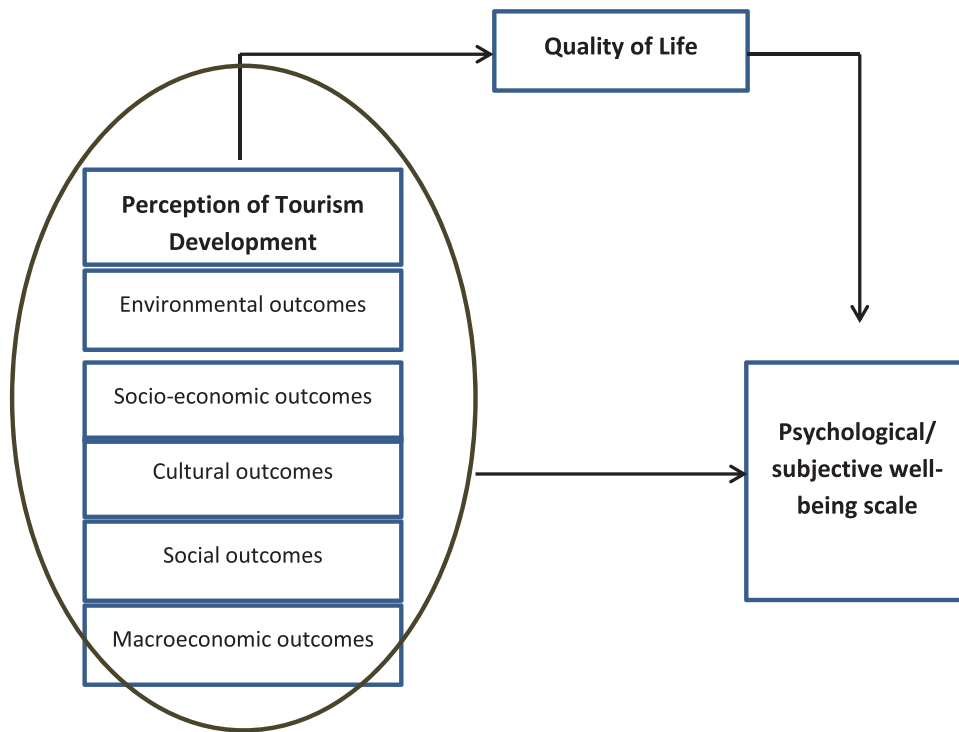 Quality of Life
Perception of Tourism
Development
Environmental outcomes
Socio-economic outcomes
Cultural outcomes
Social outcomes
Macroeconomic outcomes
Psychological/
subjective well-
being scale